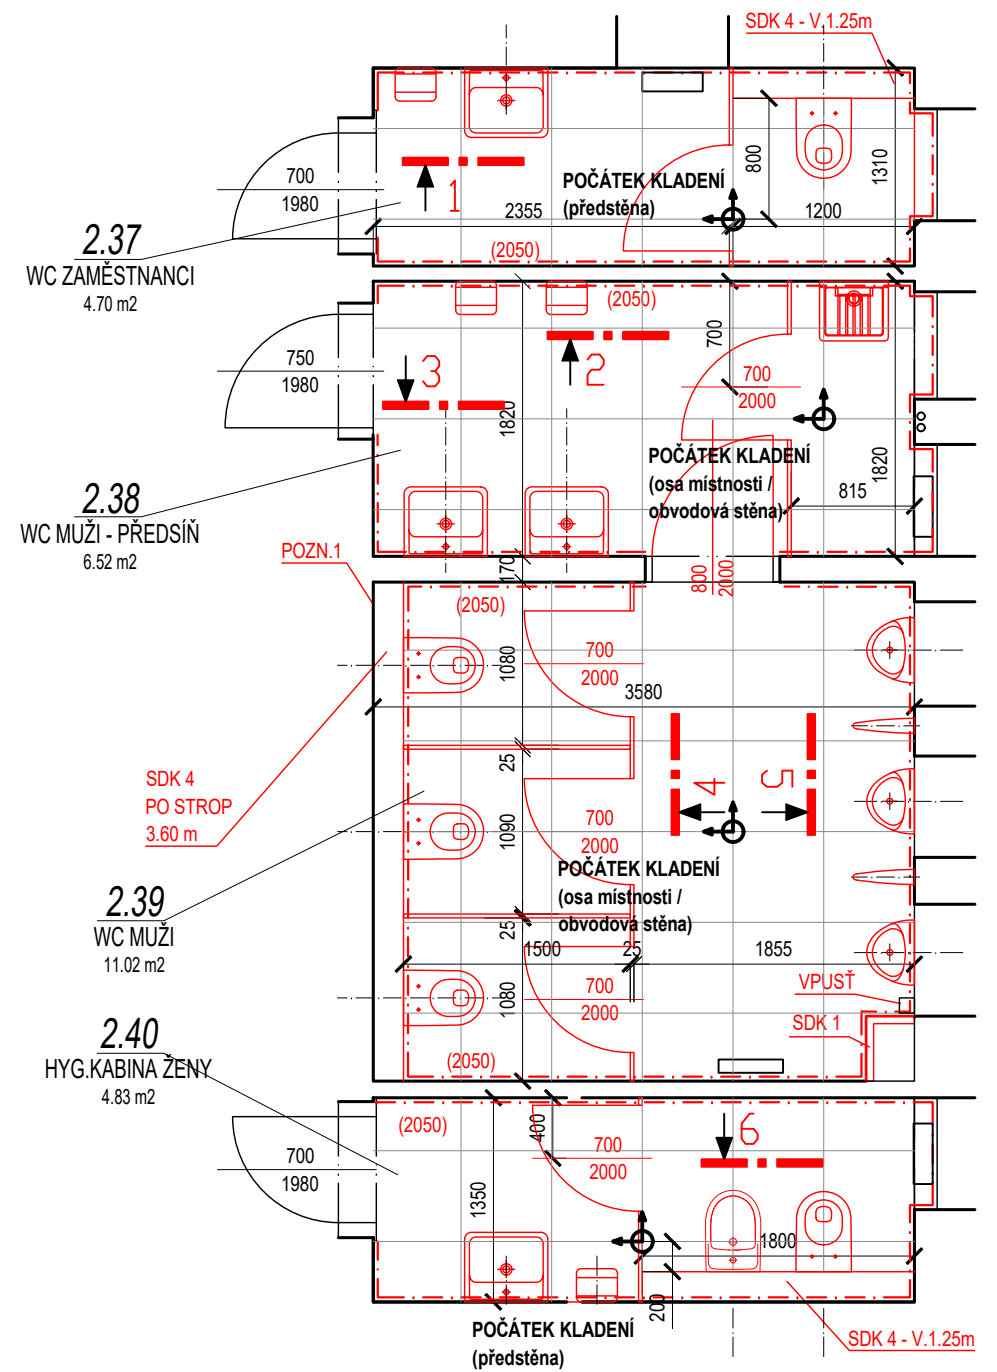 SDK 4 - V.1.25m
700
1980
1
POČÁTEK KLADENÍ
(předstěna)
800
1310
2355
1200
2.37
WC ZAMĚSTNANCI
4.70 m2
(2050)
(2050)
750
1980
3
2
700
700
2000
1820
POČÁTEK KLADENÍ
(osa místnosti /
obvodová stěna)
1820
815
2.38
WC MUŽI - PŘEDSÍŇ
6.52 m2
POZN.1
170
800
2000
(2050)
1080
700
2000
3580
SDK 4
PO STROP
3.60 m
25
4
5
1090
700
2000
POČÁTEK KLADENÍ
(osa místnosti /
obvodová stěna)
2.39
WC MUŽI
11.02 m2
25
1500
25
1855
1080
700
2000
VPUSŤ
SDK 1
2.40
HYG.KABINA ŽENY
4.83 m2
(2050)
(2050)
400
700
2000
6
700
1980
1350
1800
200
POČÁTEK KLADENÍ
(předstěna)
SDK 4 - V.1.25m